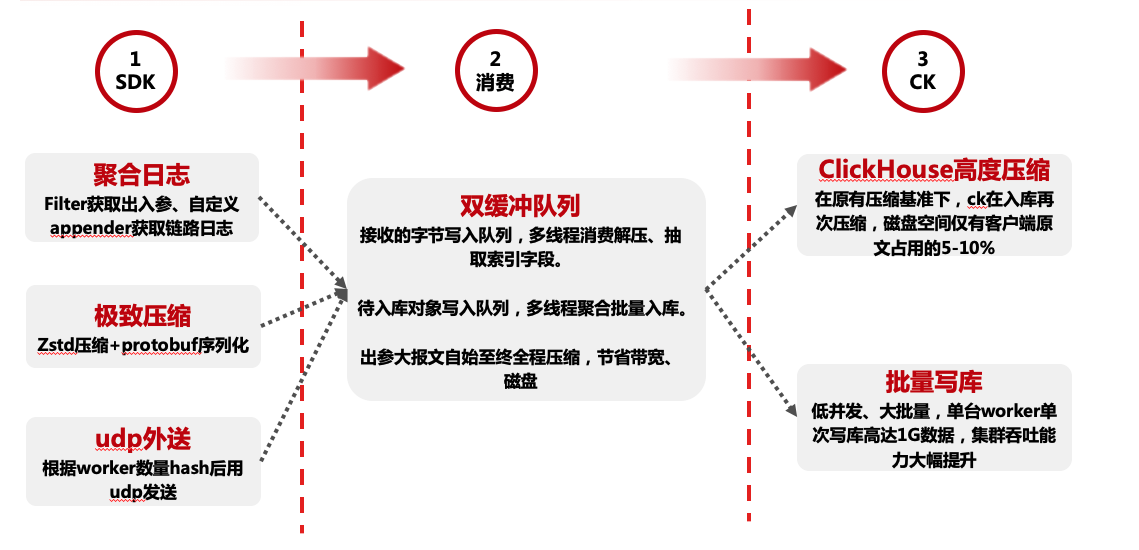 1
SDK
2
消费
3
CK
聚合日志
Filter获取出入参、自定义
appender获取链路日志
极致压缩
Zstd压缩+protobuf序列化
udp外送
根据worker数量hash后用
udp发送
双缓冲队列
接收的字节写入队列，多线程消费解压、抽
取索引字段。
待入库对象写入队列，多线程聚合批量入库。
出参大报文自始至终全程压缩，节省带宽、
磁盘
ClickHouse高度压缩
在原有压缩基准下，ck在入库再
次压缩，磁盘空间仅有客户端原
文占用的5-10%
批量写库
低并发、大批量，单台worker单
次写库高达1G数据，集群吞吐能
力大幅提升